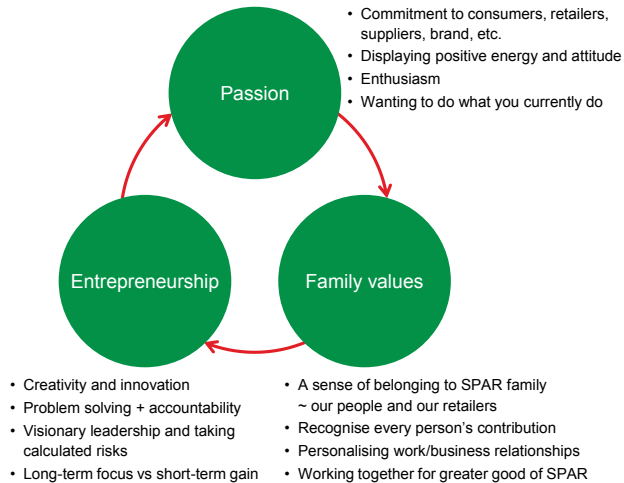 Passion
• Commitment to consumers, retailers,
suppliers, brand, etc.
• Displaying positive energy and attitude
• Enthusiasm
• Wanting to do what you currently do
Entrepreneurship
Family values
• Creativity and innovation
• Problem solving + accountability
• Visionary leadership and taking
calculated risks
• Long-term focus vs short-term gain
• A sense of belonging to SPAR family
~ our people and our retailers
• Recognise every person's contribution
• Personalising work/business relationships
• Working together for greater good of SPAR